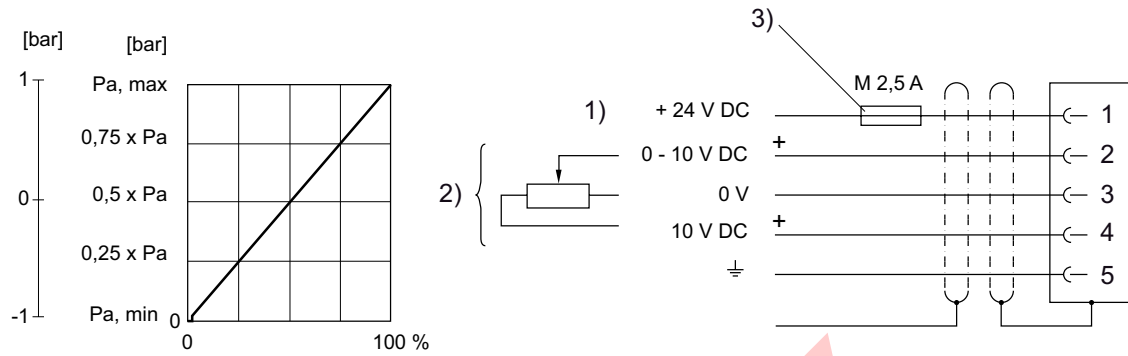 [bar]
[bar]
1
0
-1
Pa, max
0,75 x Pa
0,5 x Pa
0,25 x Pa
Pa, min
0
0
100 %
3)
M 2,5 A
1)
+ 24 V DC
1
0 - 10 V DC
+
2
2)
0 V
3
10 V DC
+
4
5